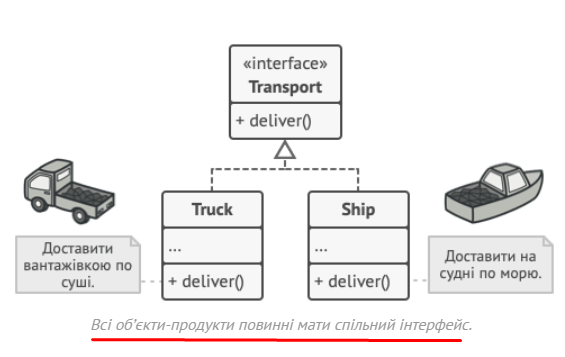 «interface»
Transport
+ deliver()
Truck
...
+ deliver()
Ship
...
+ deliver()
Доставити
вантажівкою по
суші.
Доставити на
судні по морю.
Всі об'єкти-продукти повинні мати спільний інтерфейс.